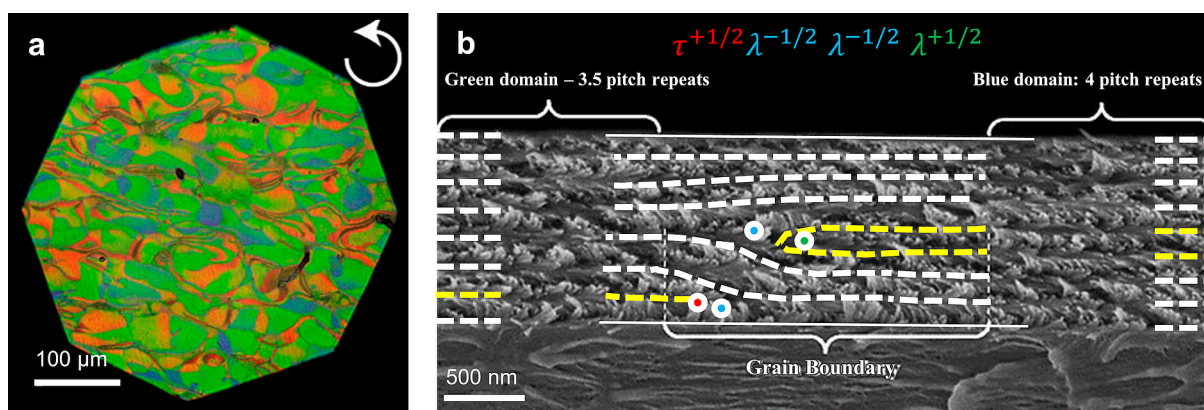 a
100 μm
b
τ+1/2 λ−1/2 λ−1/2 λ+1/2
Green domain – 3.5 pitch repeats
Blue domain: 4 pitch repeats
Grain Boundary
500 nm